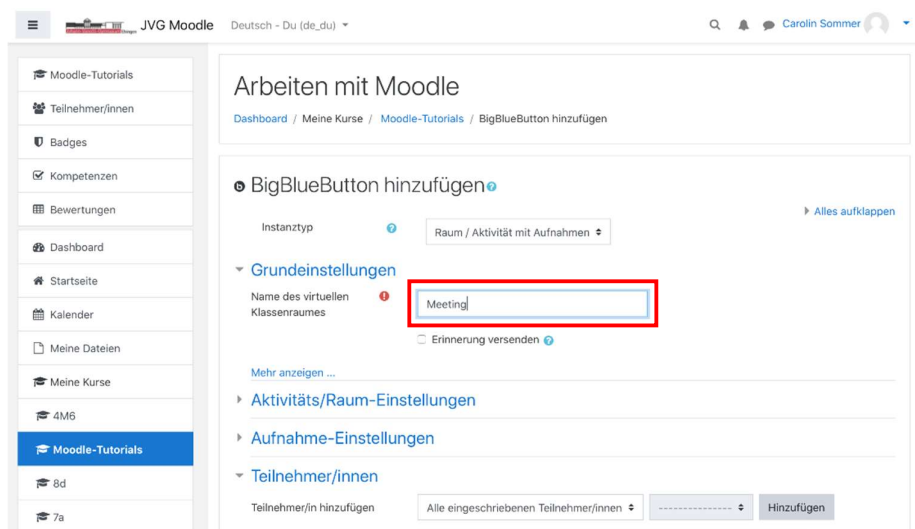 JVG Moodle
Deutsch - Du (de_du)
Carolin Sommer
Moodle-Tutorials
Teilnehmer/innen
Badges
Kompetenzen
Bewertungen
Dashboard
Startseite
Kalender
Meine Dateien
Meine Kurse
4M6
Moodle-Tutorials
8d
7a
Arbeiten mit Moodle
Dashboard / Meine Kurse / Moodle-Tutorials / BigBlueButton hinzufügen
BigBlueButton hinzufügen
Alles aufklappen
Instanztyp
Raum / Aktivität mit Aufnahmen
Grundeinstellungen
Name des virtuellen
Klassenraumes
Meeting
Erinnerung versenden
Mehr anzeigen ...
Aktivitäts/Raum-Einstellungen
Aufnahme-Einstellungen
Teilnehmer/innen
Teilnehmer/in hinzufügen
Alle eingeschriebenen Teilnehmer/innen
---------------
Hinzufügen